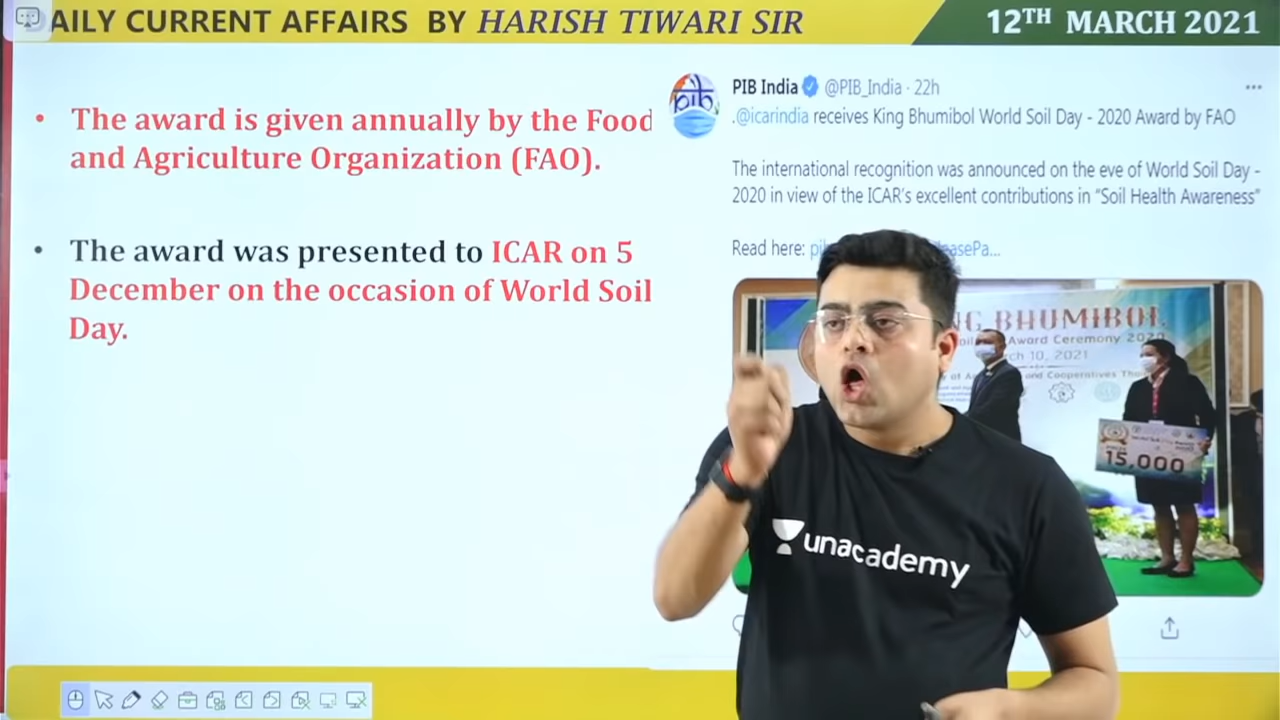 DAILY CURRENT AFFAIRS BY HARISH TIWARI SIR
12TH MARCH 2021
• The award is given annually by the Food
and Agriculture Organization (FAO).
• The award was presented to ICAR on 5
December on the occasion of World Soil
Day.
PIB India @PIB_India · 22h
.@icarindia receives King Bhumibol World Soil Day - 2020 Award by FAO
The international recognition was announced on the eve of World Soil Day -
2020 in view of the ICAR's excellent contributions in "Soil Health Awareness"
Read here:
pib
BHUMIBOL
Award Ceremony 2020
10, 2021
and Cooperatives
15,000
unacademy